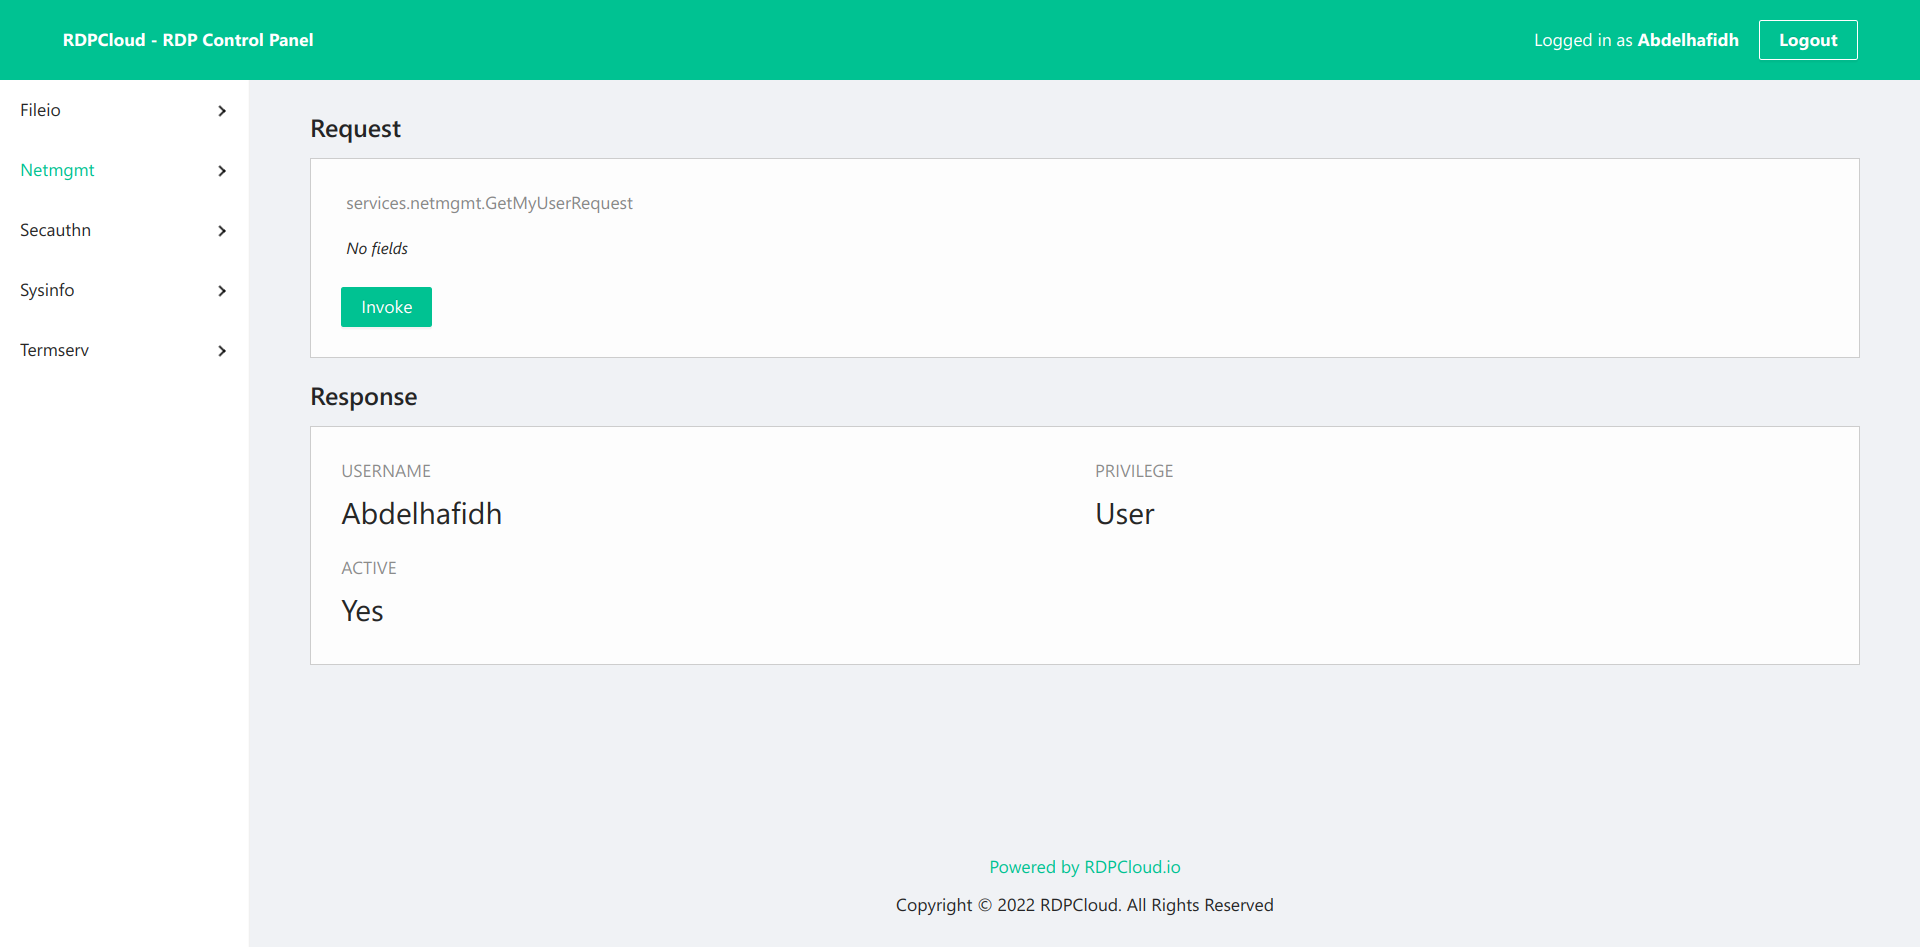 RDPCloud - RDP Control Panel
Logged in as Abdelhafidh
Logout
Fileio
Netmgmt
Secauthn
Sysinfo
Termserv
Request
services.netmgmt.GetMyUserRequest
No fields
Invoke
Response
USERNAME
Abdelhafidh
PRIVILEGE
User
ACTIVE
Yes
Powered by RDPCloud.io
Copyright © 2022 RDPCloud. All Rights Reserved